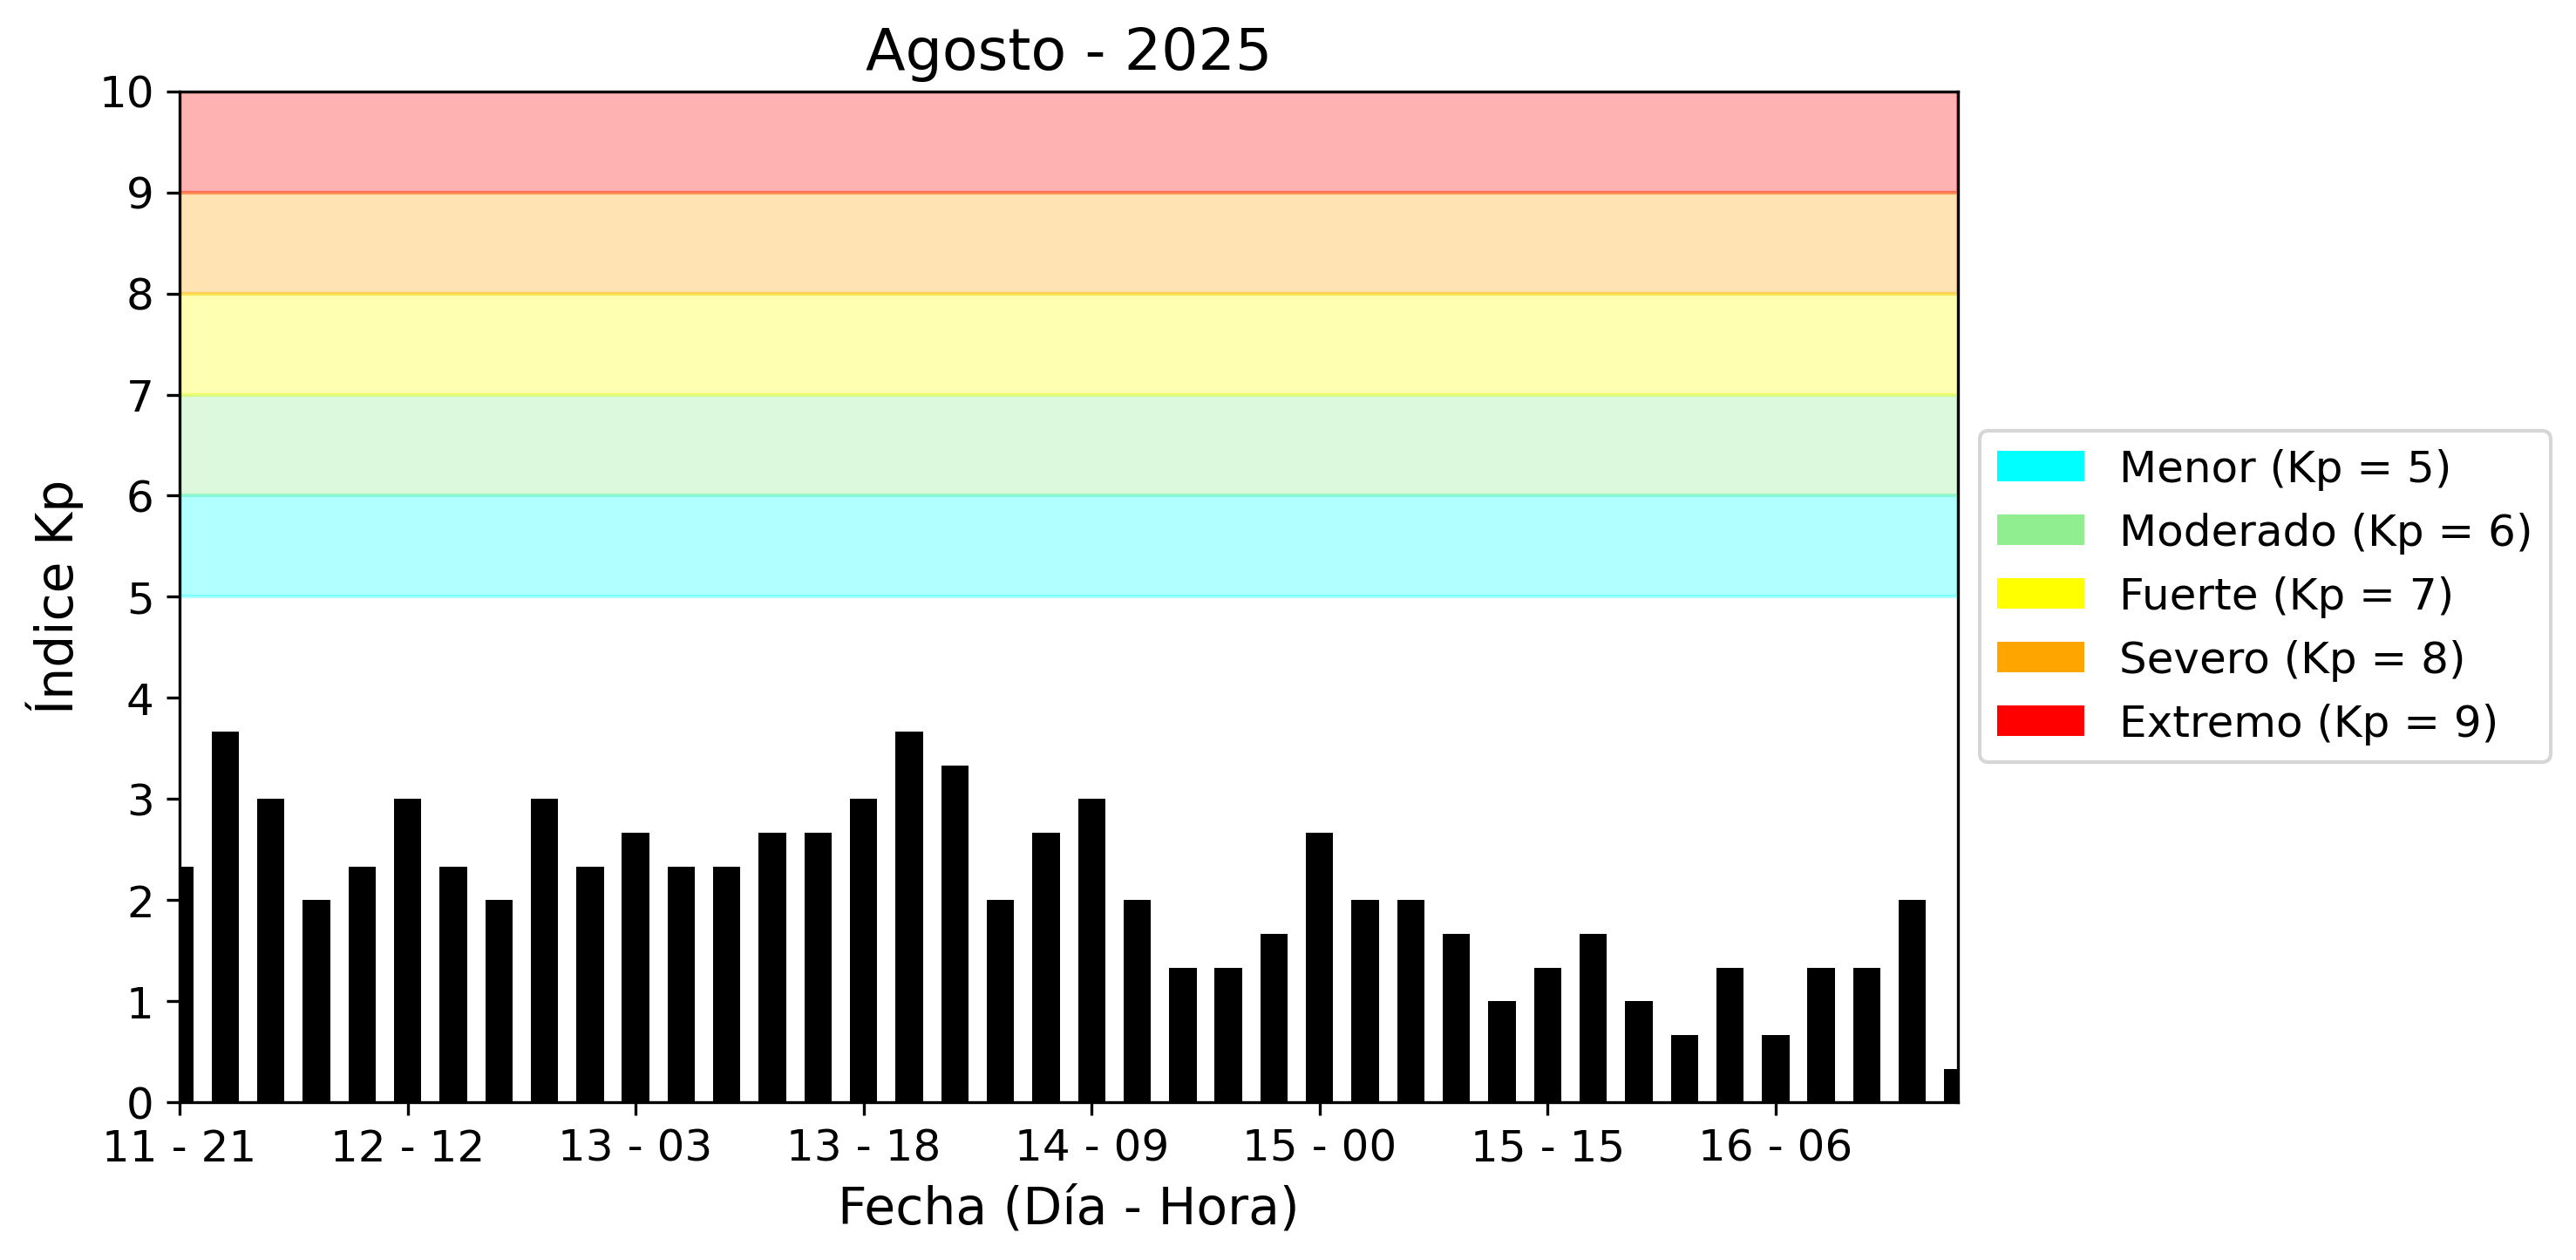 Agosto - 2025
Índice Kp
10
9
8
7
6
5
4
3
2
1
0
11 - 21
12 - 12
13 - 03
13 - 18
14 - 09
15 - 00
15 - 15
16 - 06
Fecha (Día - Hora)
Menor (Kp = 5)
Moderado (Kp = 6)
Fuerte (Kp = 7)
Severo (Kp = 8)
Extremo (Kp = 9)